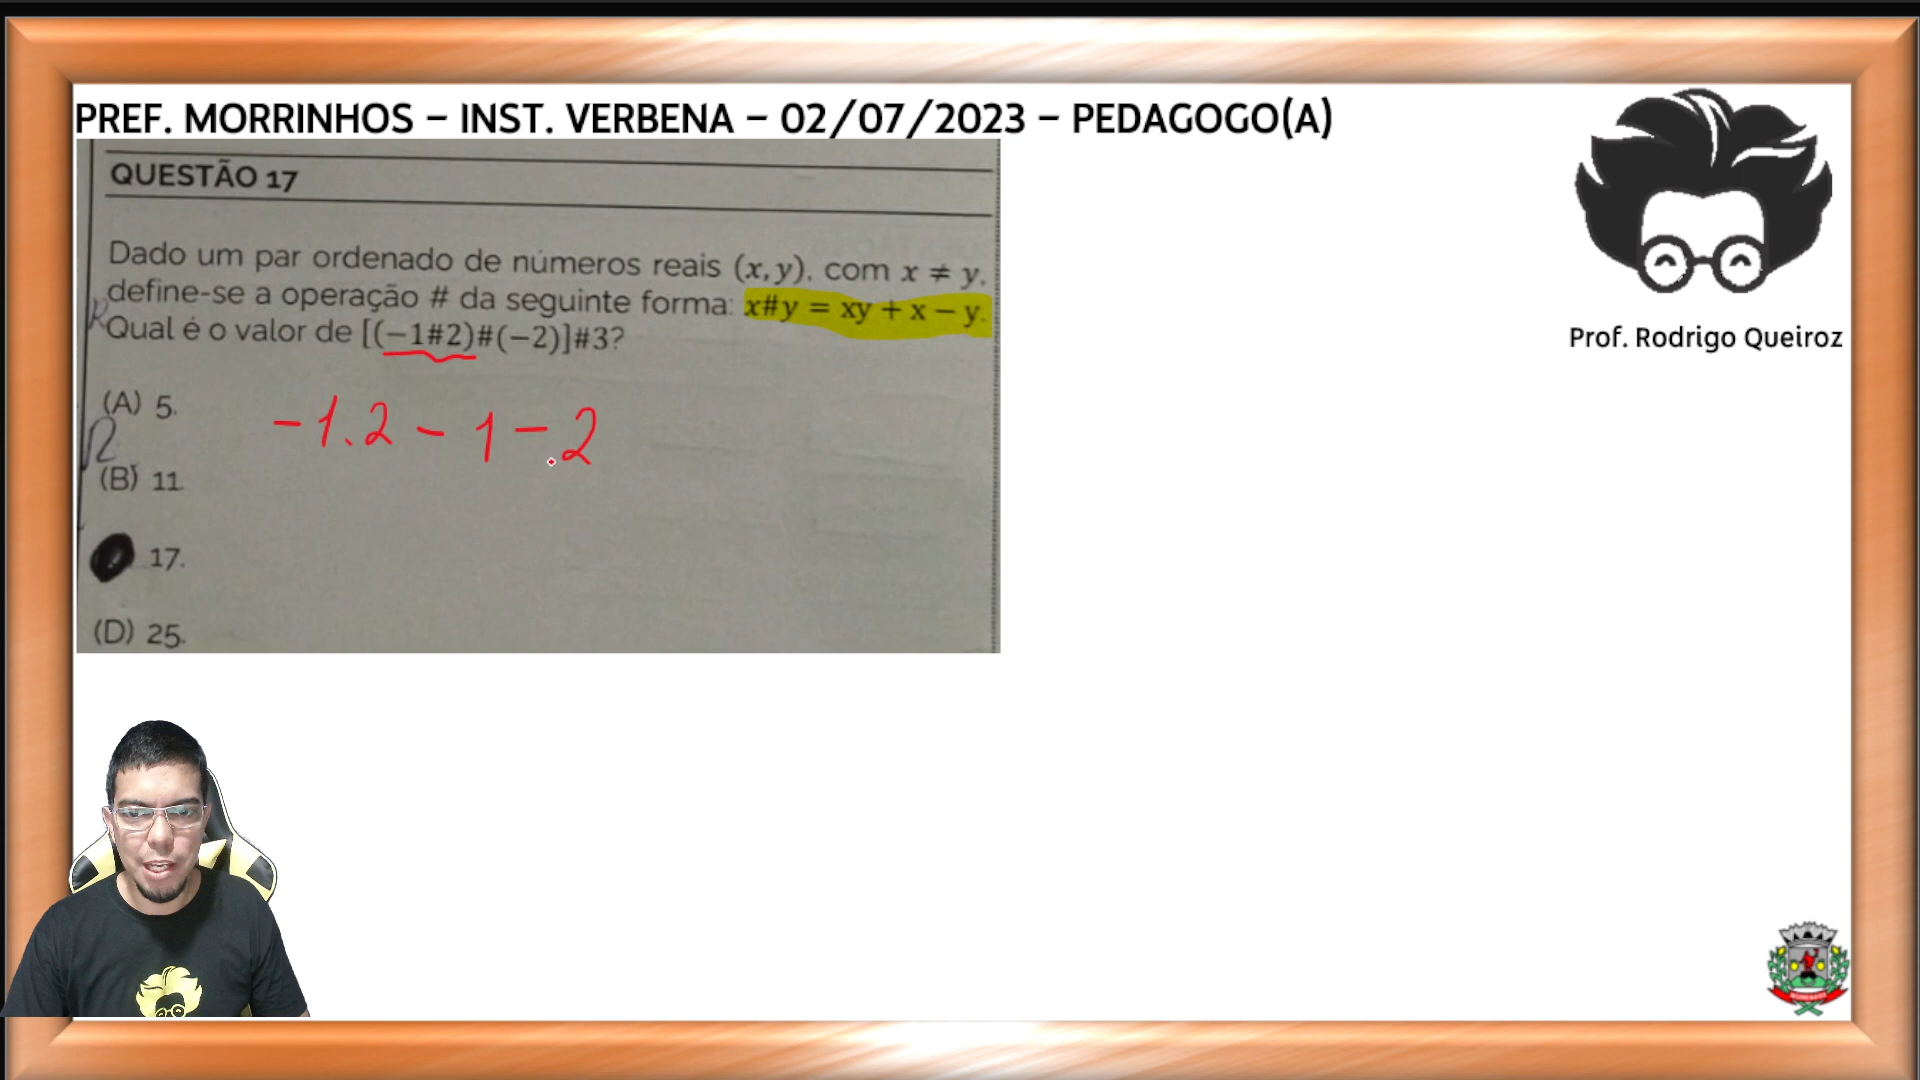 PREF. MORRINHOS – INST. VERBENA – 02/07/2023 – PEDAGOGO(A)
QUESTÃO 17
Dado um par ordenado de números reais (x, y), com x ≠ y,
define-se a operação # da seguinte forma: x#y = xy + x − y.
Qual é o valor de [(−1#2)#(−2)]#3?
(A) 5.
- 1.2 - 1 - 2
(B) 11.
17.
(D) 25.
Prof. Rodrigo Queiroz